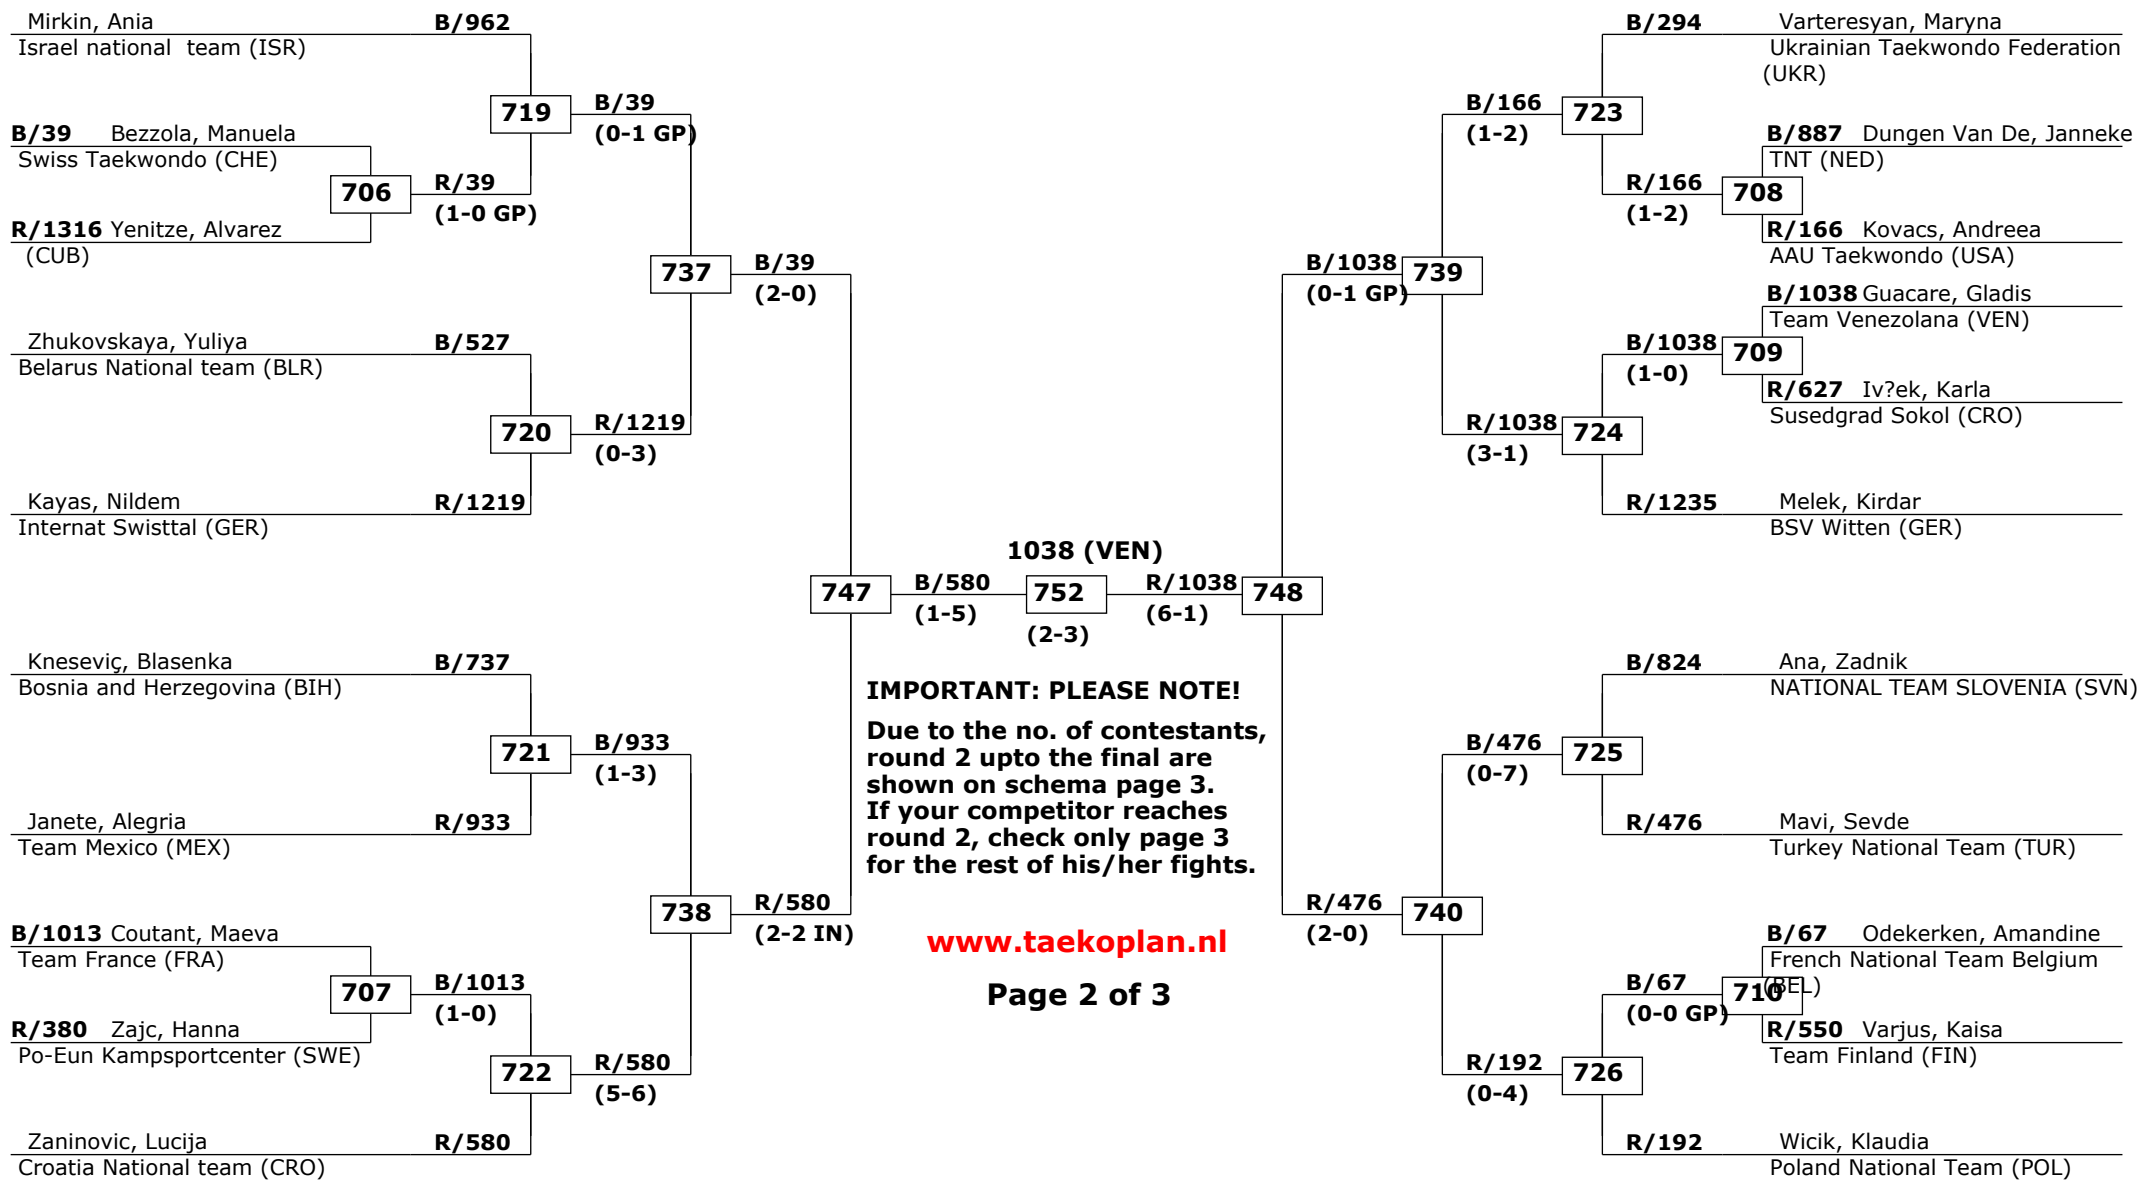 Mirkin, Ania B/962
Israel national  team (ISR)
B/39 Bezzola, Manuela
Swiss Taekwondo (CHE)
706
R/1316 Yenitze, Alvarez
(CUB)
R/39
(1-0 GP)
719
B/39
(0-1 GP)
Zhukovskaya, Yuliya B/527
Belarus National team (BLR)
720
R/1219
(0-3)
Kayas, Nildem R/1219
Internat Swisttal (GER)
737
B/39
(2-0)
Kneseviç, Blasenka B/737
Bosnia and Herzegovina (BIH)
721
B/933
(1-3)
Janete, Alegria R/933
Team Mexico (MEX)
738
R/580
(2-2 IN)
B/1013 Coutant, Maeva
Team France (FRA)
707
B/1013
(1-0)
R/380 Zajc, Hanna
Po-Eun Kampsportcenter (SWE)
722
R/580
(5-6)
Zaninovic, Lucija R/580
Croatia National team (CRO)
1038 (VEN)
747 B/580 752 R/1038 748
(1-5) (2-3) (6-1)
IMPORTANT: PLEASE NOTE!
Due to the no. of contestants,
round 2 upto the final are
shown on schema page 3.
If your competitor reaches
round 2, check only page 3
for the rest of his/her fights.
www.taekoplan.nl
Page 2 of 3
B/294 Varteresyan, Maryna
Ukrainian Taekwondo Federation
(UKR)
B/166
(1-2)
723
B/887 Dungen Van De, Janneke
TNT (NED)
R/166
(1-2)
708
R/166 Kovacs, Andreea
AAU Taekwondo (USA)
B/1038
(0-1 GP)
739
B/1038 Guacare, Gladis
Team Venezolana (VEN)
B/1038
(1-0)
709
R/627 Iv?ek, Karla
Susedgrad Sokol (CRO)
R/1038
(3-1)
724
R/1235 Melek, Kirdar
BSV Witten (GER)
B/824 Ana, Zadnik
NATIONAL TEAM SLOVENIA (SVN)
B/476
(0-7)
725
R/476 Mavi, Sevde
Turkey National Team (TUR)
R/476
(2-0)
740
B/67 Odekerken, Amandine
French National Team Belgium
(BEL)
B/67
(0-0 GP)
710
R/550 Varjus, Kaisa
Team Finland (FIN)
R/192
(0-4)
726
R/192 Wicik, Klaudia
Poland National Team (POL)